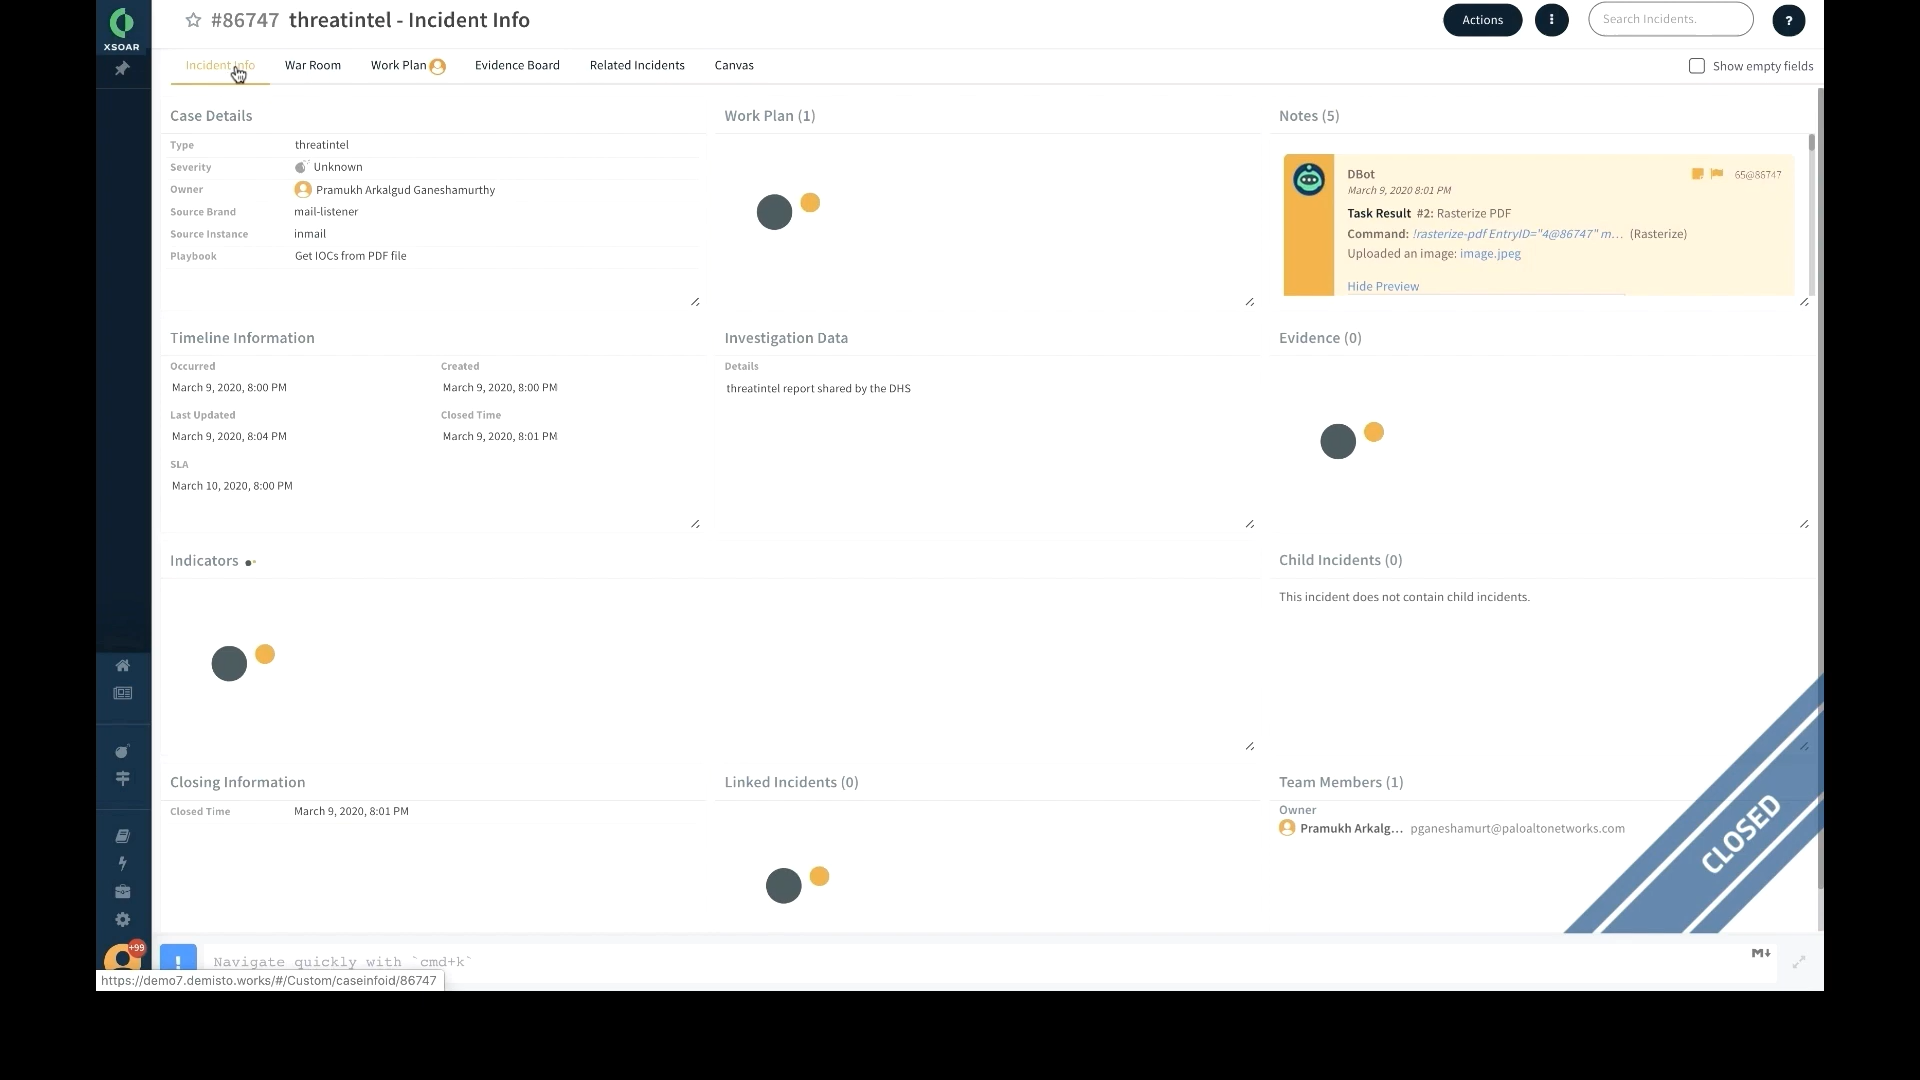 XSOAR
#86747 threatintel - Incident Info
Actions
Search Incidents.
?
Incident Info
War Room
Work Plan
Evidence Board
Related Incidents
Canvas
Show empty fields
Case Details
Type threatintel
Severity Unknown
Owner Pramukh Arkalgud Ganeshamurthy
Source Brand mail-listener
Source Instance inmail
Playbook Get IOCs from PDF file
Work Plan (1)
Notes (5)
DBot
65@86747
March 9, 2020 8:01 PM
Task Result #2: Rasterize PDF
Command: !rasterize-pdf EntryID="4@86747" m... (Rasterize)
Uploaded an image: image.jpeg
Hide Preview
Timeline Information
Occurred
March 9, 2020, 8:00 PM
Created
March 9, 2020, 8:00 PM
Last Updated
March 9, 2020, 8:04 PM
Closed Time
March 9, 2020, 8:01 PM
SLA
March 10, 2020, 8:00 PM
Investigation Data
Details
threatintel report shared by the DHS
Evidence (0)
Indicators
Child Incidents (0)
This incident does not contain child incidents.
Closing Information
Closed Time March 9, 2020, 8:01 PM
Linked Incidents (0)
Team Members (1)
Owner
Pramukh Arkalg... pganeshamurt@paloaltonetworks.com
CLOSED
+99
!
Navigate quickly with `cmd+k`
M
https://demo7.demisto.works/#/Custom/caseinfoid/86747